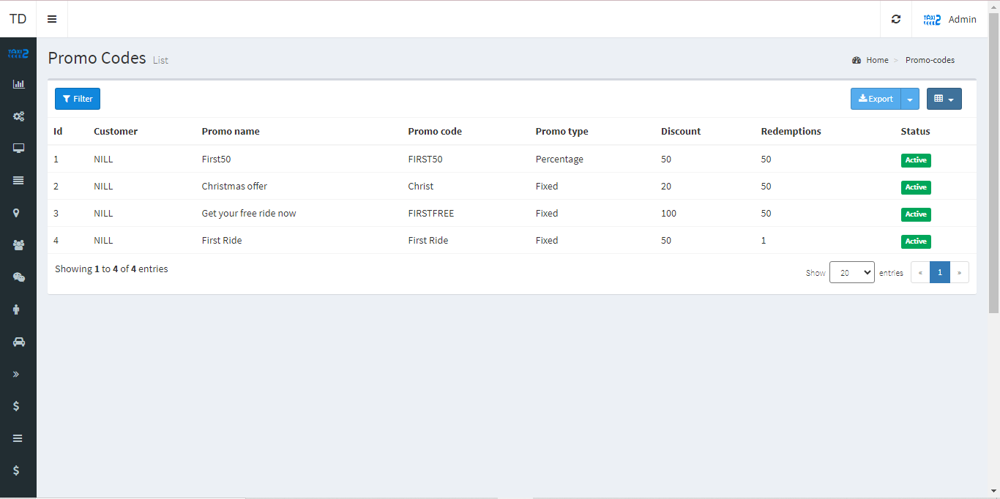 TD
TAXI2 Admin
TAXI2
Promo Codes List
Home > Promo-codes
Filter
Export
Id Customer Promo name Promo code Promo type Discount Redemptions Status
1 NILL First50 FIRST50 Percentage 50 50 Active
2 NILL Christmas offer Christ Fixed 20 50 Active
3 NILL Get your free ride now FIRSTFREE Fixed 100 50 Active
4 NILL First Ride First Ride Fixed 50 1 Active
Showing 1 to 4 of 4 entries
Show 20 entries « 1 »